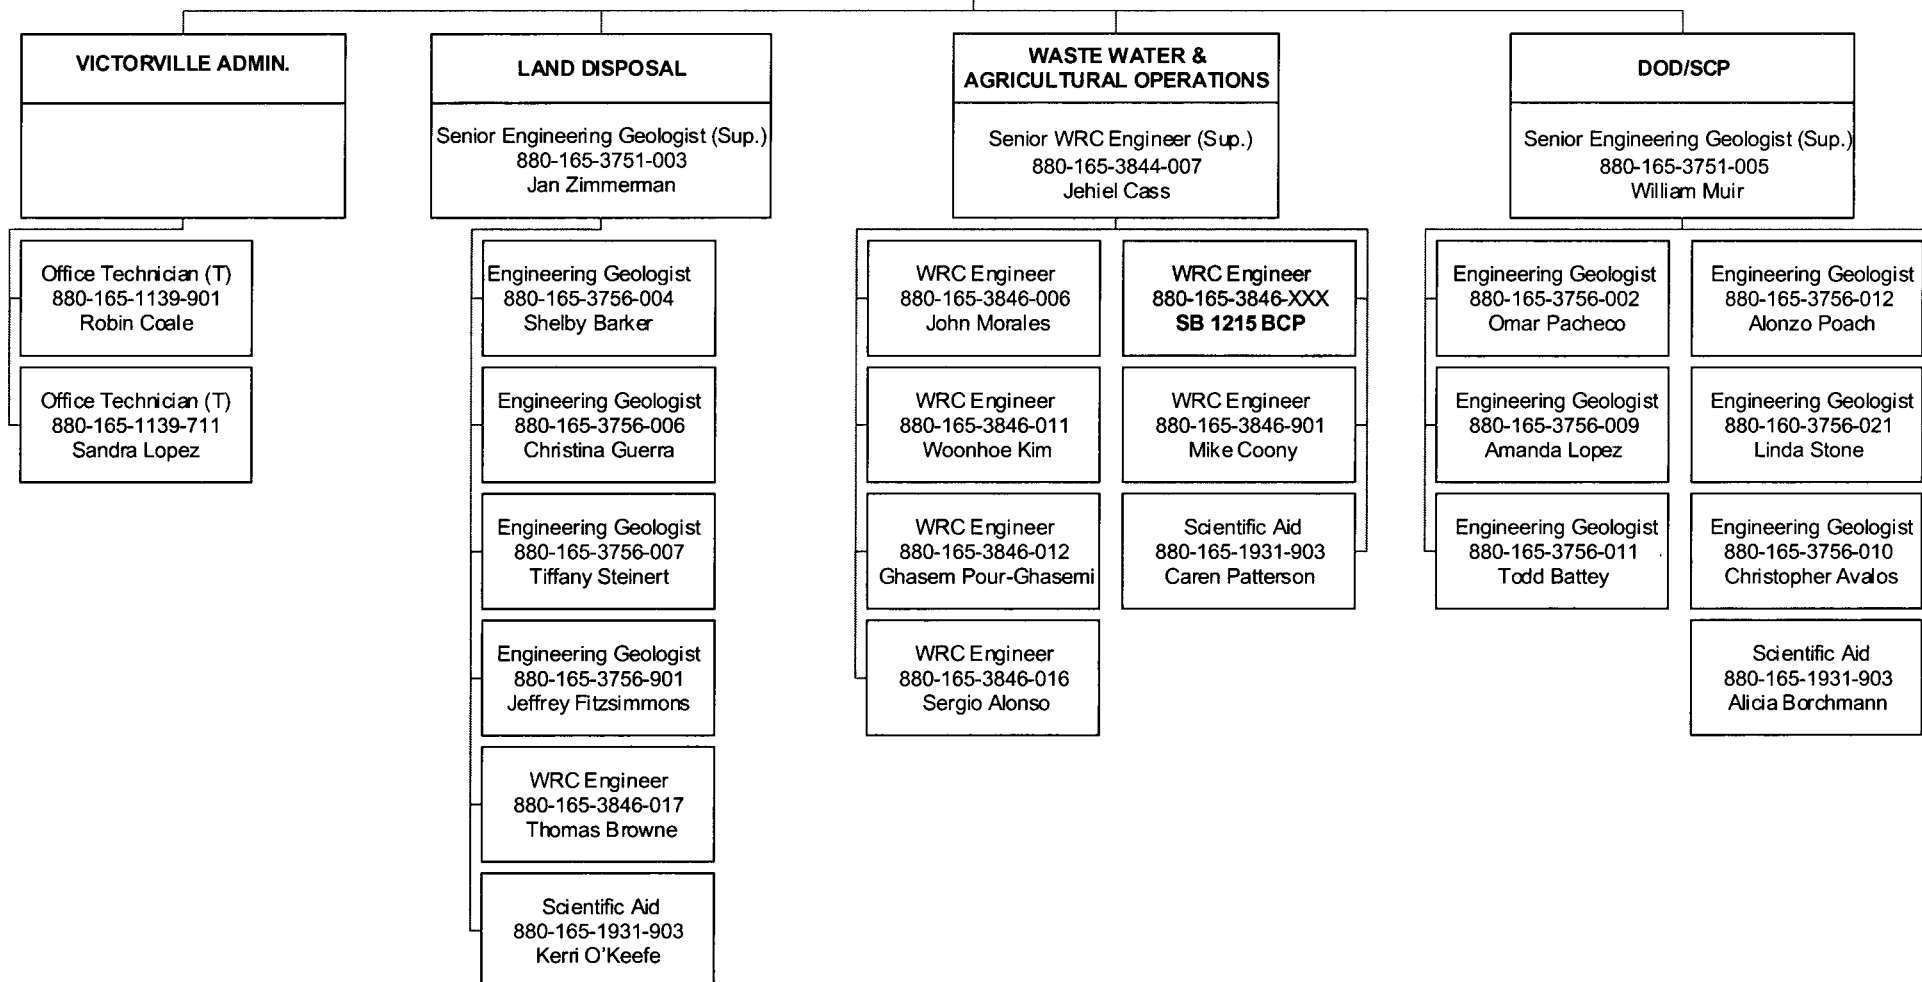 VICTORVILLE ADMIN.
Office Technician (T)
880-165-1139-901
Robin Coale
Office Technician (T)
880-165-1139-711
Sandra Lopez
LAND DISPOSAL
Senior Engineering Geologist (Sup.)
880-165-3751-003
Jan Zimmerman
Engineering Geologist
880-165-3756-004
Shelby Barker
Engineering Geologist
880-165-3756-006
Christina Guerra
Engineering Geologist
880-165-3756-007
Tiffany Steinert
Engineering Geologist
880-165-3756-901
Jeffrey Fitzsimmons
WRC Engineer
880-165-3846-017
Thomas Browne
Scientific Aid
880-165-1931-903
Kerri O'Keefe
WASTE WATER &
AGRICULTURAL OPERATIONS
Senior WRC Engineer (Sup.)
880-165-3844-007
Jehiel Cass
WRC Engineer
880-165-3846-006
John Morales
WRC Engineer
880-165-3846-011
Woonhoe Kim
WRC Engineer
880-165-3846-012
Ghasem Pour-Ghasemi
WRC Engineer
880-165-3846-016
Sergio Alonso
WRC Engineer
880-165-3846-XXX
SB 1215 BCP
WRC Engineer
880-165-3846-901
Mike Coony
Scientific Aid
880-165-1931-903
Caren Patterson
DOD/SCP
Senior Engineering Geologist (Sup.)
880-165-3751-005
William Muir
Engineering Geologist
880-165-3756-002
Omar Pacheco
Engineering Geologist
880-165-3756-009
Amanda Lopez
Engineering Geologist
880-165-3756-011
Todd Battey
Engineering Geologist
880-165-3756-012
Alonzo Poach
Engineering Geologist
880-160-3756-021
Linda Stone
Engineering Geologist
880-165-3756-010
Christopher Avalos
Scientific Aid
880-165-1931-903
Alicia Borchmann